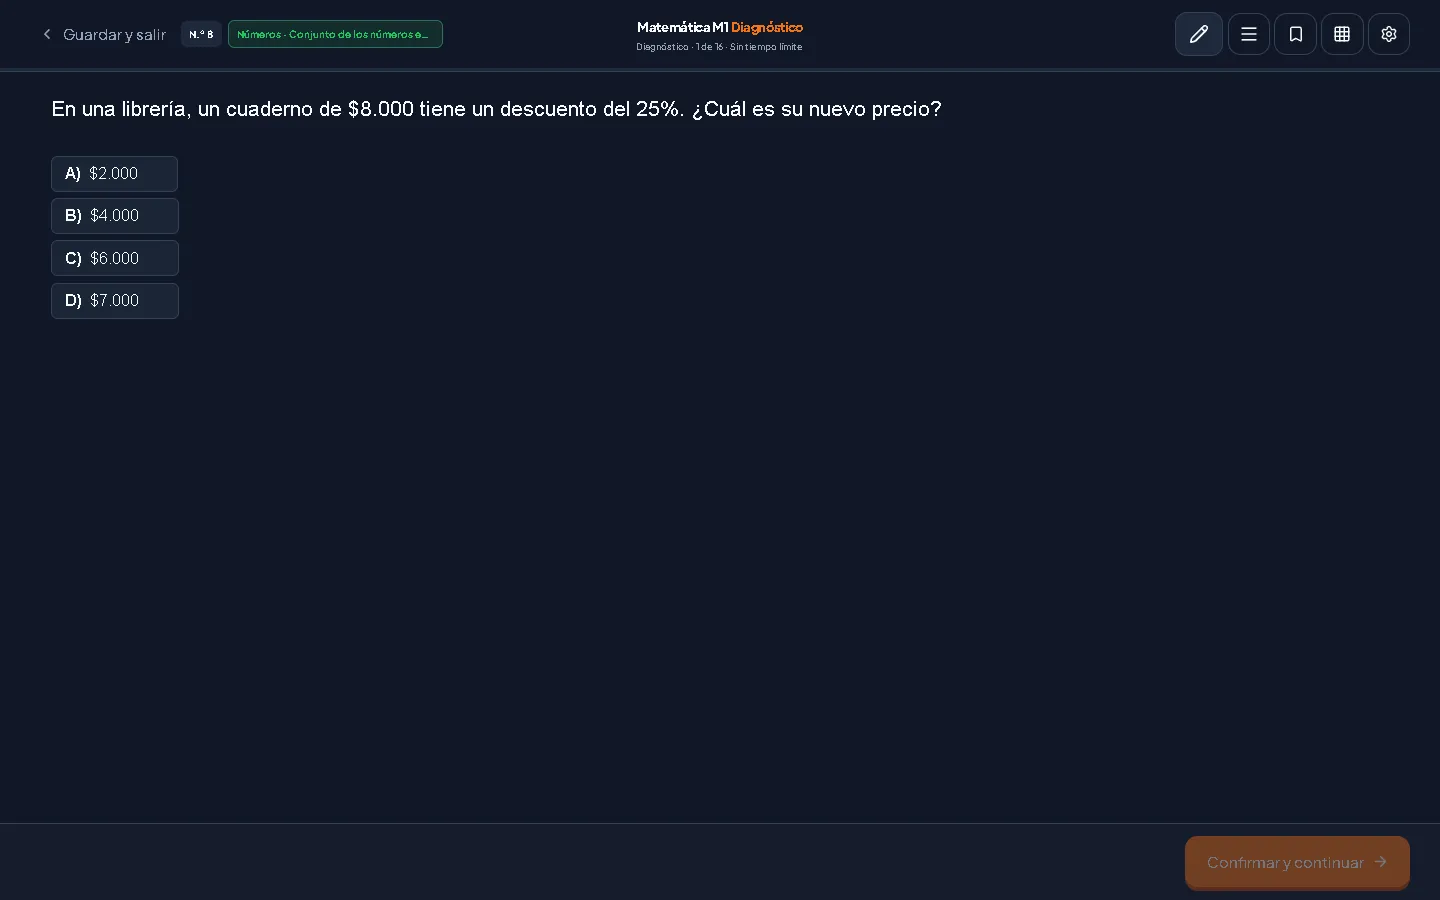 Guardar y salir
N.º 8
Números · Conjunto de los números e...
Matemática M1 Diagnóstico
Diagnóstico · 1 de 16 · Sin tiempo límite
En una librería, un cuaderno de $8.000 tiene un descuento del 25%. ¿Cuál es su nuevo precio?
A) $2.000
B) $4.000
C) $6.000
D) $7.000
Confirmar y continuar